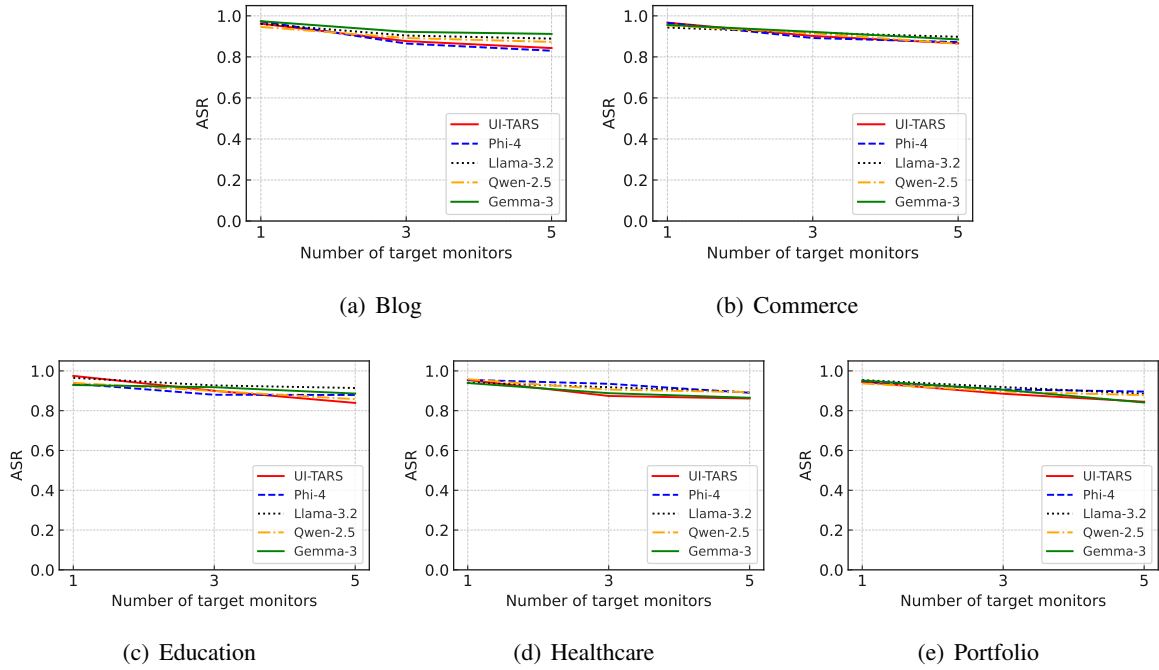 1.0
0.8
0.6
0.4
0.2
0.0
ASR
1 3 5
Number of target monitors
UI-TARS
Phi-4
Llama-3.2
Qwen-2.5
Gemma-3
(a) Blog
1.0
0.8
0.6
0.4
0.2
0.0
ASR
1 3 5
Number of target monitors
UI-TARS
Phi-4
Llama-3.2
Qwen-2.5
Gemma-3
(b) Commerce
1.0
0.8
0.6
0.4
0.2
0.0
ASR
1 3 5
Number of target monitors
UI-TARS
Phi-4
Llama-3.2
Qwen-2.5
Gemma-3
(c) Education
1.0
0.8
0.6
0.4
0.2
0.0
ASR
1 3 5
Number of target monitors
UI-TARS
Phi-4
Llama-3.2
Qwen-2.5
Gemma-3
(d) Healthcare
1.0
0.8
0.6
0.4
0.2
0.0
ASR
1 3 5
Number of target monitors
UI-TARS
Phi-4
Llama-3.2
Qwen-2.5
Gemma-3
(e) Portfolio